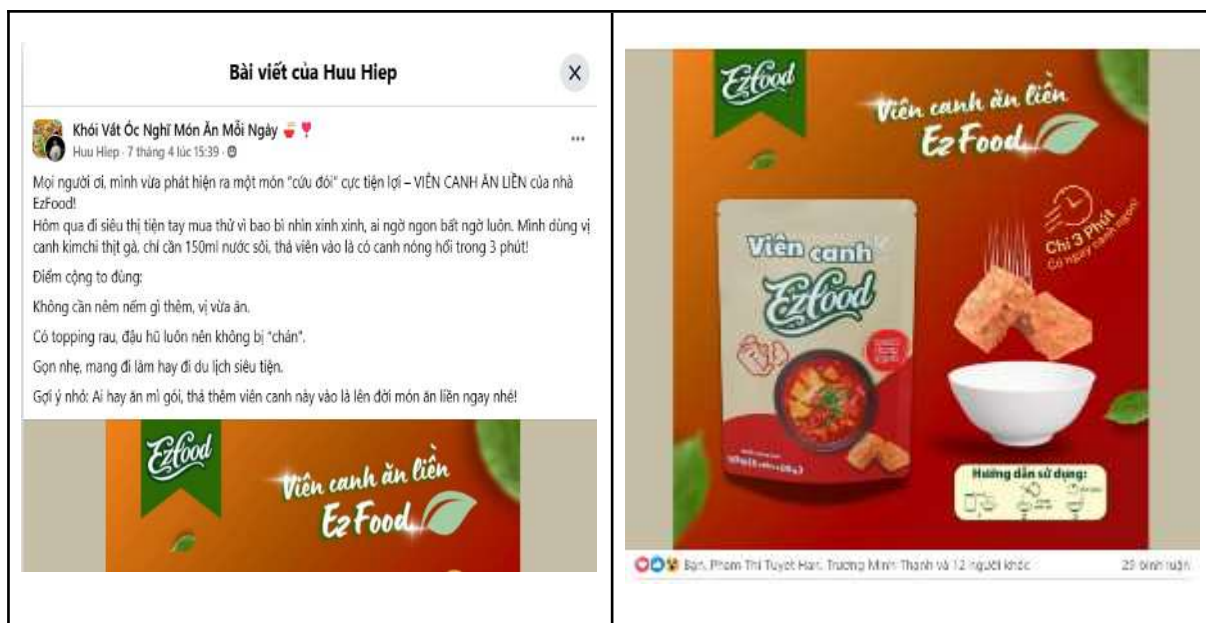 Bài viết của Huu Hiep
Khói Vắt Óc Nghĩ Món Ăn Mỗi Ngày
Huu Hiep · 7 tháng 4 lúc 15:39 ·
Mọi người ơi, mình vừa phát hiện ra một món "cứu đói" cực tiện lợi – VIÊN CANH ĂN LIỀN của nhà
EzFood!
Hôm qua đi siêu thị tiện tay mua thử vì bao bì nhìn xinh xinh, ai ngờ ngon bất ngờ luôn. Mình dùng vị
canh kimchi thịt gà, chỉ cần 150ml nước sôi, thả viên vào là có canh nóng hổi trong 3 phút!
Điểm cộng to đùng:
Không cần nêm nếm gì thêm, vị vừa ăn.
Có topping rau, đậu hũ luôn nên không bị "chán".
Gọn nhẹ, mang đi làm hay đi du lịch siêu tiện.
Gợi ý nhỏ: Ai hay ăn mì gói, thả thêm viên canh này vào là lên đời món ăn liền ngay nhé!
Ezfood
Viên canh ăn liền
EzFood
Ezfood
Viên canh ăn liền
EzFood
Chỉ 3 Phút
Có ngay canh ngon!
Viên canh
Ezfood
Hướng dẫn sử dụng:
Bạn, Phạm Thị Tuyet Han, Trương Minh Thạnh và 12 người khác
29 bình luận